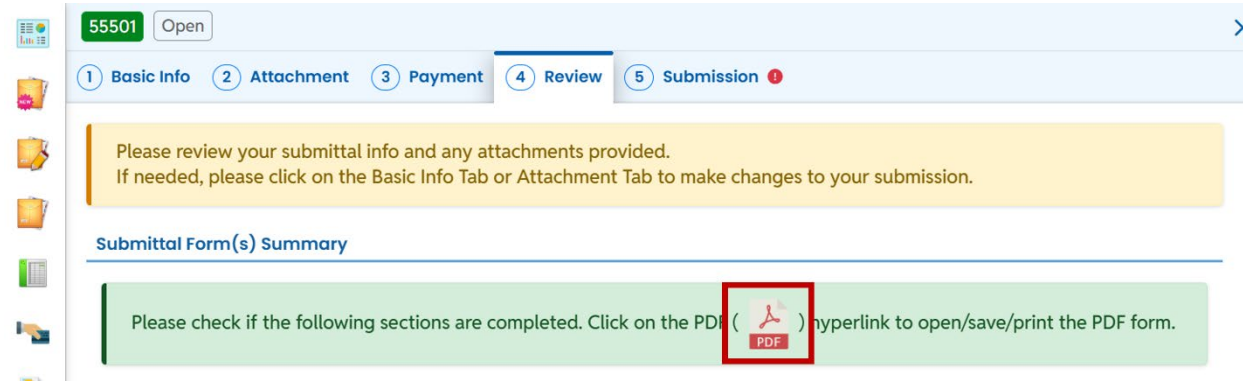 55501 Open
1 Basic Info 2 Attachment 3 Payment 4 Review 5 Submission
Please review your submittal info and any attachments provided.
If needed, please click on the Basic Info Tab or Attachment Tab to make changes to your submission.
Submittal Form(s) Summary
Please check if the following sections are completed. Click on the PDF ( PDF ) hyperlink to open/save/print the PDF form.